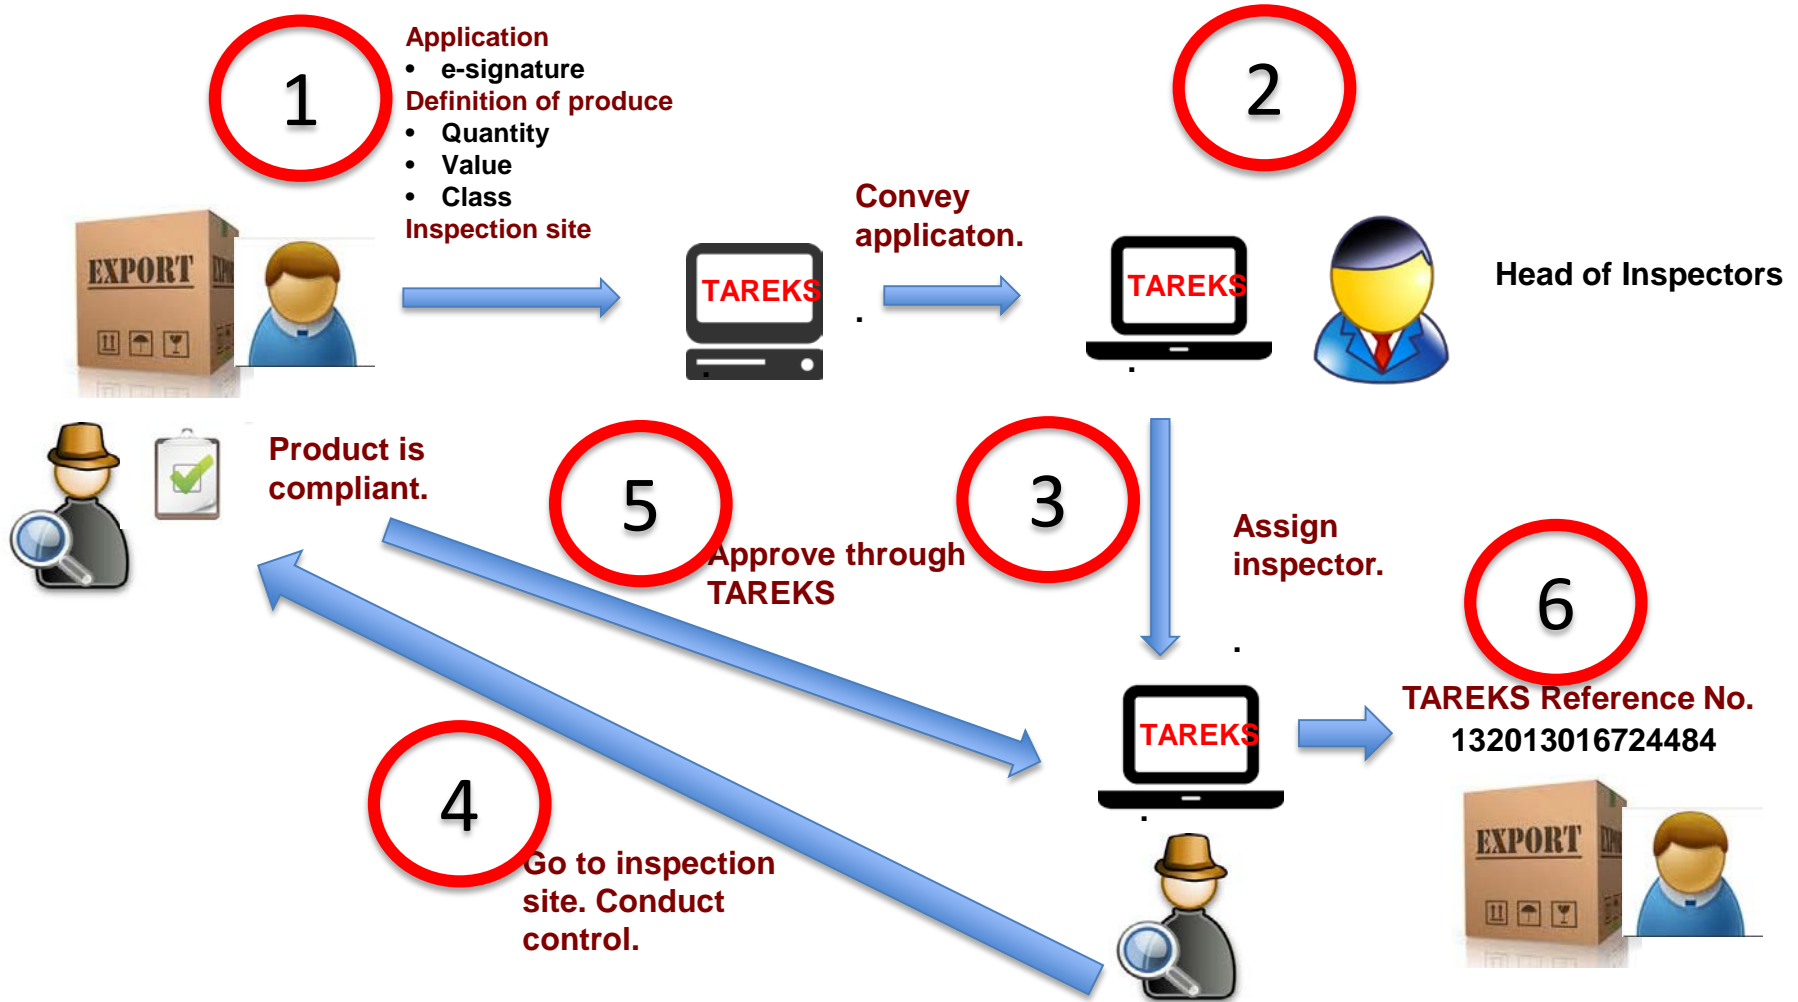 1
Application
• e-signature
Definition of produce
• Quantity
• Value
• Class
Inspection site
EXPORT
TAREKS
.
Convey
applicaton.
.
2
TAREKS
.
Head of Inspectors
Product is
compliant.
5
Approve through
TAREKS
3
Assign
inspector.
.
4
Go to inspection
site. Conduct
control.
TAREKS
.
6
TAREKS Reference No.
132013016724484
EXPORT